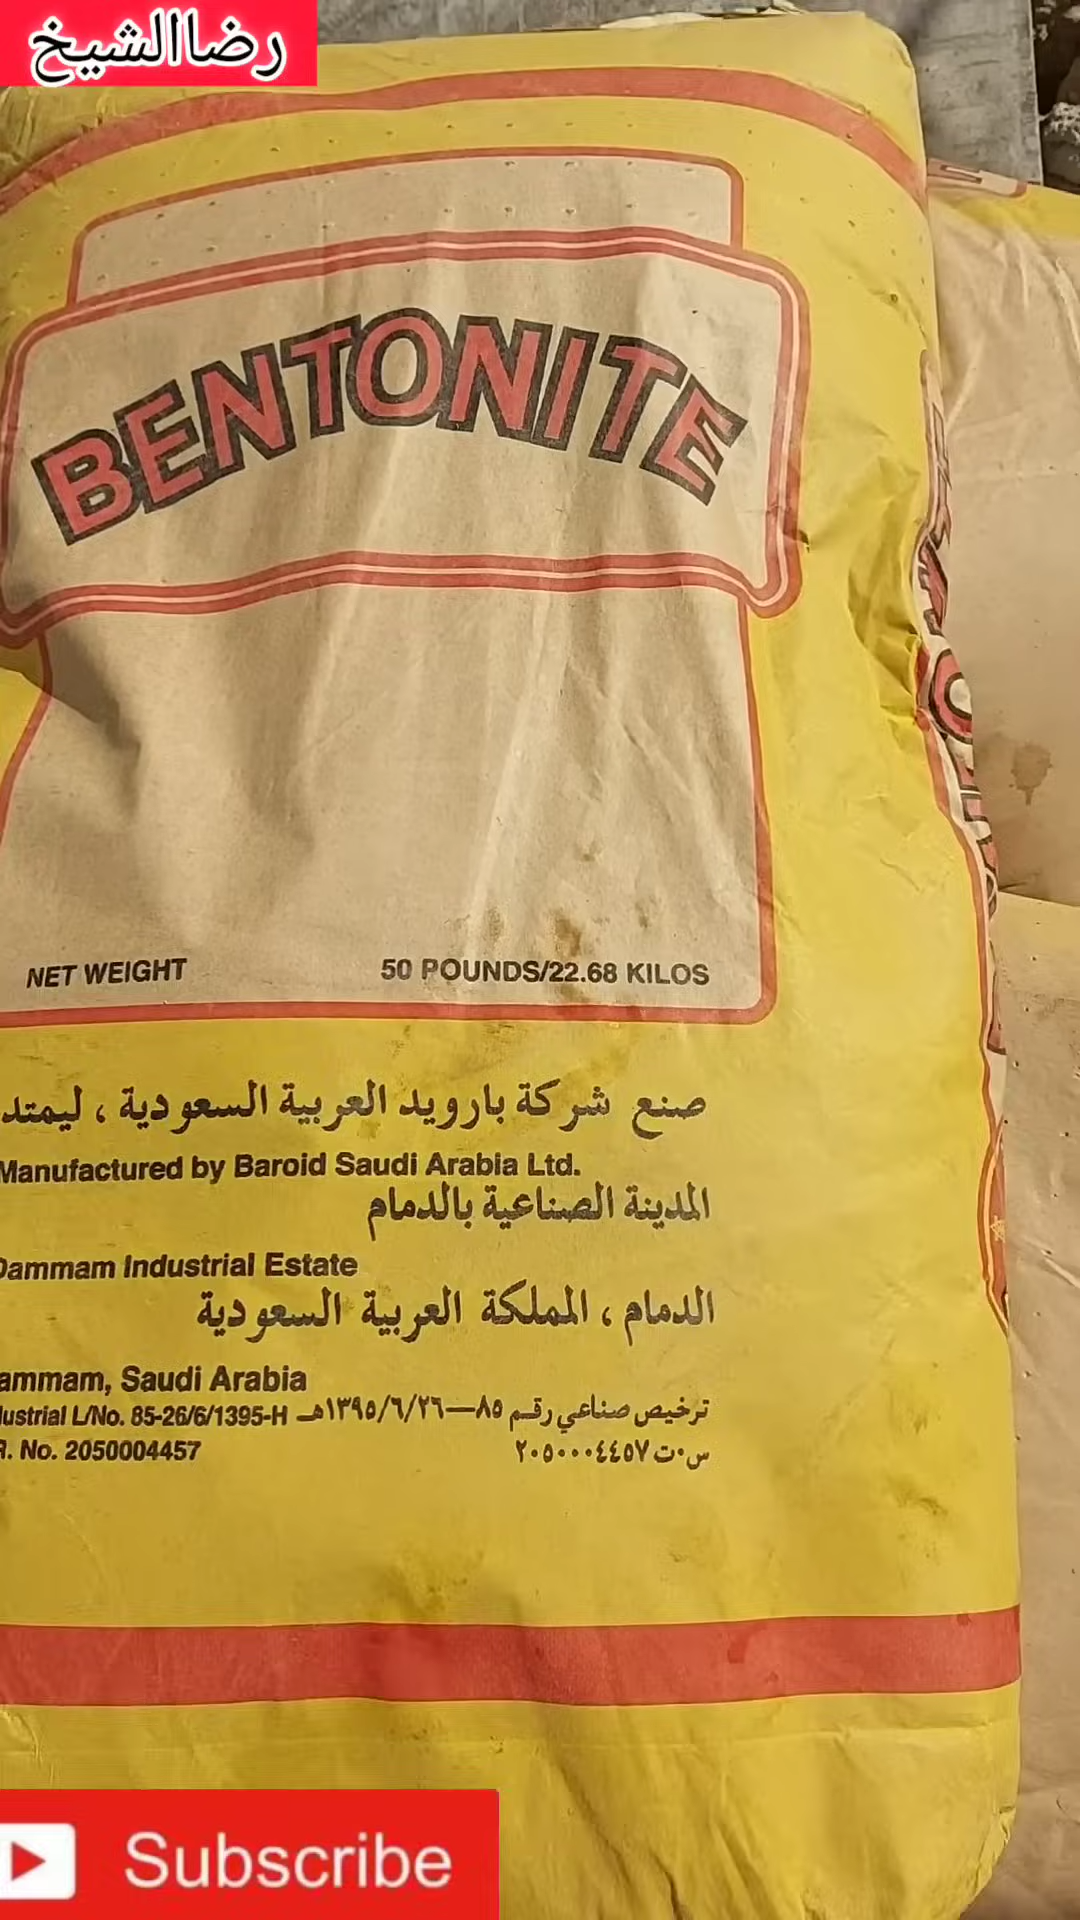 رضاالشيخ
BENTONITE
NET WEIGHT 50 POUNDS/22.68 KILOS
صنع شركة بارويد العربية السعودية ، ليمتد
Manufactured by Baroid Saudi Arabia Ltd.
المدينة الصناعية بالدمام
Dammam Industrial Estate
الدمام ، المملكة العربية السعودية
ammam, Saudi Arabia
ترخيص صناعي رقم ٨٥—١٣٩٥/٦/٢٦هـ
dustrial L/No. 85-26/6/1395-H
س٠ت ٢٠٥٠٠٠٤٤٥٧
R. No. 2050004457
Subscribe